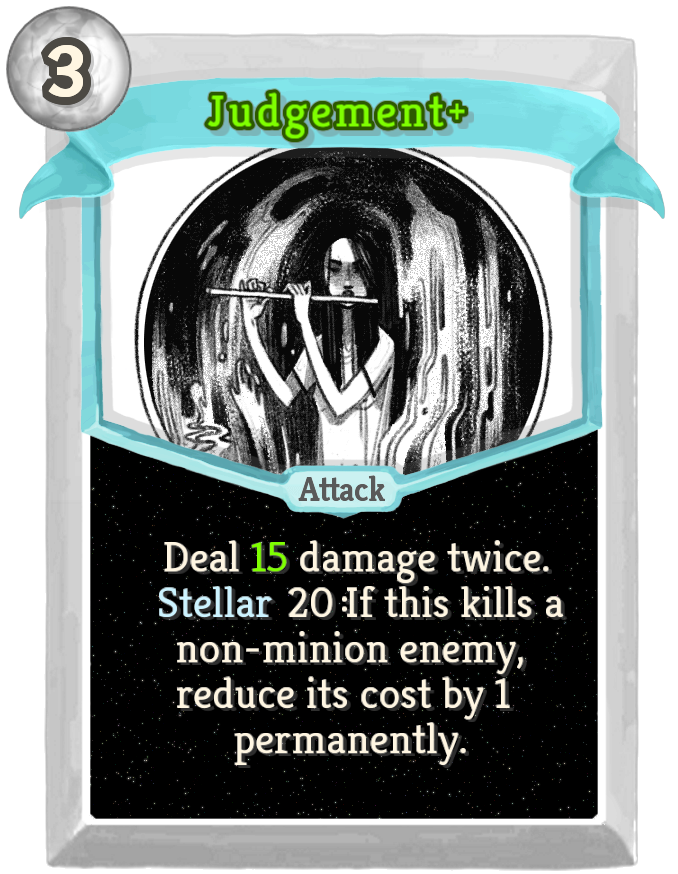 3
Judgement+
Attack
Deal 15 damage twice.
Stellar 20 :If this kills a
non-minion enemy,
reduce its cost by 1
permanently.